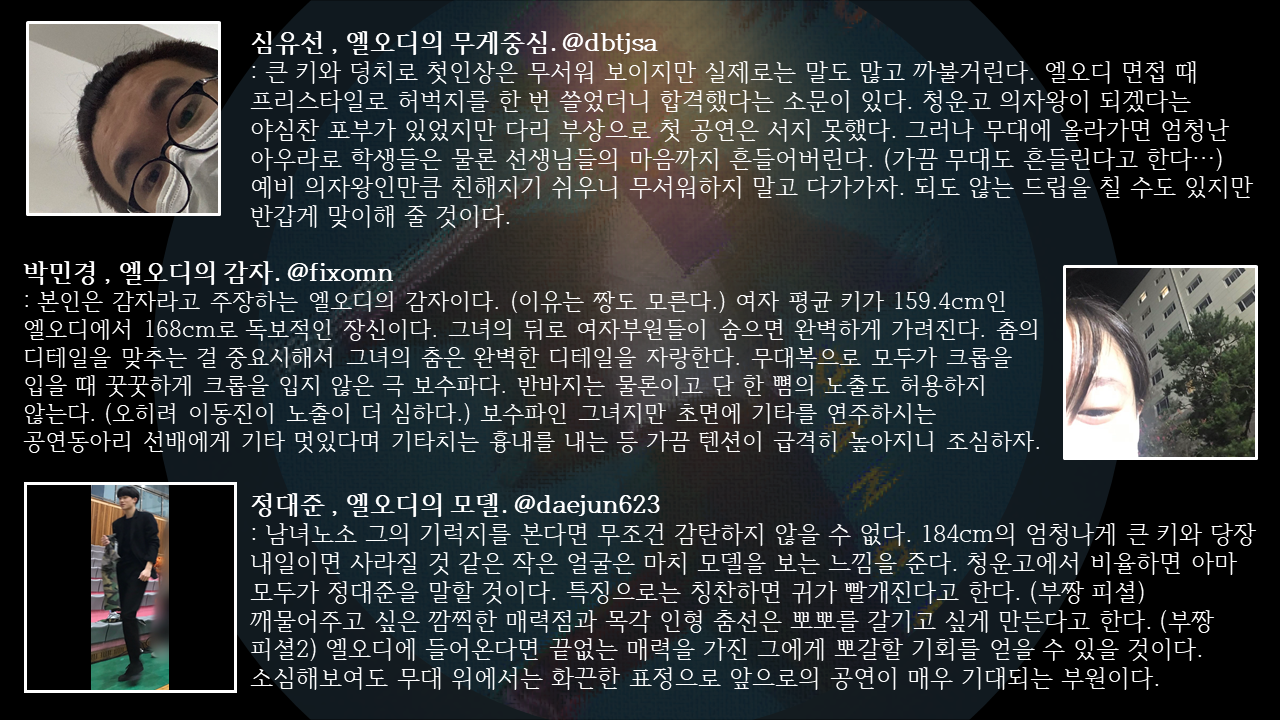 심유선 , 엘오디의 무게중심. @dbtjsa
: 큰 키와 덩치로 첫인상은 무서워 보이지만 실제로는 말도 많고 까불거린다. 엘오디 면접 때
프리스타일로 허벅지를 한 번 쓸었더니 합격했다는 소문이 있다. 청운고 의자왕이 되겠다는
야심찬 포부가 있었지만 다리 부상으로 첫 공연은 서지 못했다. 그러나 무대에 올라가면 엄청난
아우라로 학생들은 물론 선생님들의 마음까지 흔들어버린다. (가끔 무대도 흔들린다고 한다…)
예비 의자왕인만큼 친해지기 쉬우니 무서워하지 말고 다가가자. 되도 않는 드립을 칠 수도 있지만
반갑게 맞이해 줄 것이다.
박민경 , 엘오디의 감자. @fixomn
: 본인은 감자라고 주장하는 엘오디의 감자이다. (이유는 짱도 모른다.) 여자 평균 키가 159.4cm인
엘오디에서 168cm로 독보적인 장신이다. 그녀의 뒤로 여자부원들이 숨으면 완벽하게 가려진다. 춤의
디테일을 맞추는 걸 중요시해서 그녀의 춤은 완벽한 디테일을 자랑한다. 무대복으로 모두가 크롭을
입을 때 꿋꿋하게 크롭을 입지 않은 극 보수파다. 반바지는 물론이고 단 한 뼘의 노출도 허용하지
않는다. (오히려 이동진이 노출이 더 심하다.) 보수파인 그녀지만 초면에 기타를 연주하시는
공연동아리 선배에게 기타 멋있다며 기타치는 흉내를 내는 등 가끔 텐션이 급격히 높아지니 조심하자.
정대준 , 엘오디의 모델. @daejun623
: 남녀노소 그의 기럭지를 본다면 무조건 감탄하지 않을 수 없다. 184cm의 엄청나게 큰 키와 당장
내일이면 사라질 것 같은 작은 얼굴은 마치 모델을 보는 느낌을 준다. 청운고에서 비율하면 아마
모두가 정대준을 말할 것이다. 특징으로는 칭찬하면 귀가 빨개진다고 한다. (부짱 피셜)
깨물어주고 싶은 깜찍한 매력점과 목각 인형 춤선은 뽀뽀를 갈기고 싶게 만든다고 한다. (부짱
피셜2) 엘오디에 들어온다면 끝없는 매력을 가진 그에게 뽀갈할 기회를 얻을 수 있을 것이다.
소심해보여도 무대 위에서는 화끈한 표정으로 앞으로의 공연이 매우 기대되는 부원이다.